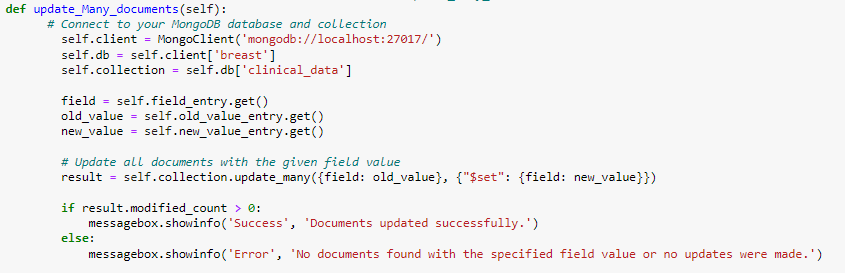 def update_Many_documents(self):
# Connect to your MongoDB database and collection
self.client = MongoClient('mongodb://localhost:27017/')
self.db = self.client['breast']
self.collection = self.db['clinical_data']
field = self.field_entry.get()
old_value = self.old_value_entry.get()
new_value = self.new_value_entry.get()
# Update all documents with the given field value
result = self.collection.update_many({field: old_value}, {"$set": {field: new_value}})
if result.modified_count > 0:
messagebox.showinfo('Success', 'Documents updated successfully.')
else:
messagebox.showinfo('Error', 'No documents found with the specified field value or no updates were made.')